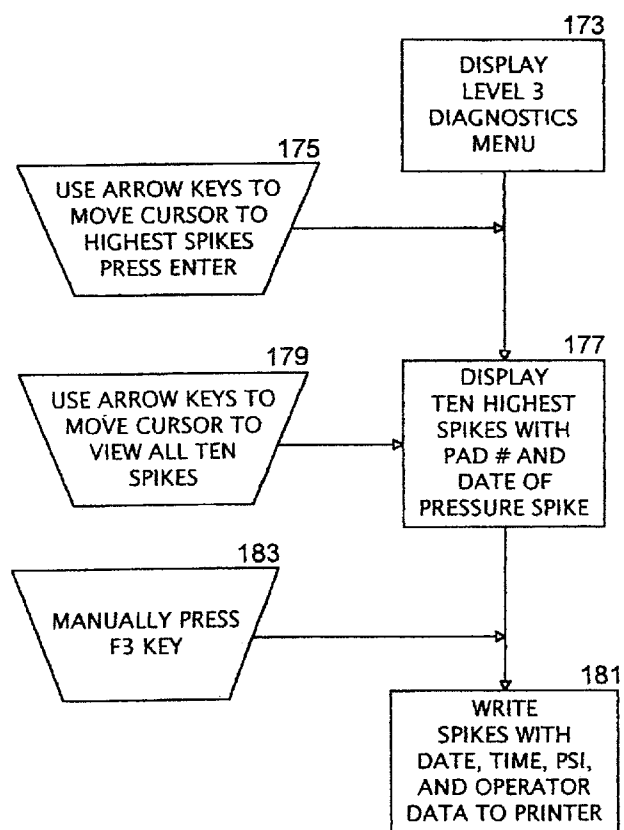 173
DISPLAY
LEVEL 3
DIAGNOSTICS
MENU
175
USE ARROW KEYS TO
MOVE CURSOR TO
HIGHEST SPIKES
PRESS ENTER
177
DISPLAY
TEN HIGHEST
SPIKES WITH
PAD # AND
DATE OF
PRESSURE SPIKE
179
USE ARROW KEYS TO
MOVE CURSOR TO
VIEW ALL TEN
SPIKES
183
MANUALLY PRESS
F3 KEY
181
WRITE
SPIKES WITH
DATE, TIME, PSI,
AND OPERATOR
DATA TO PRINTER